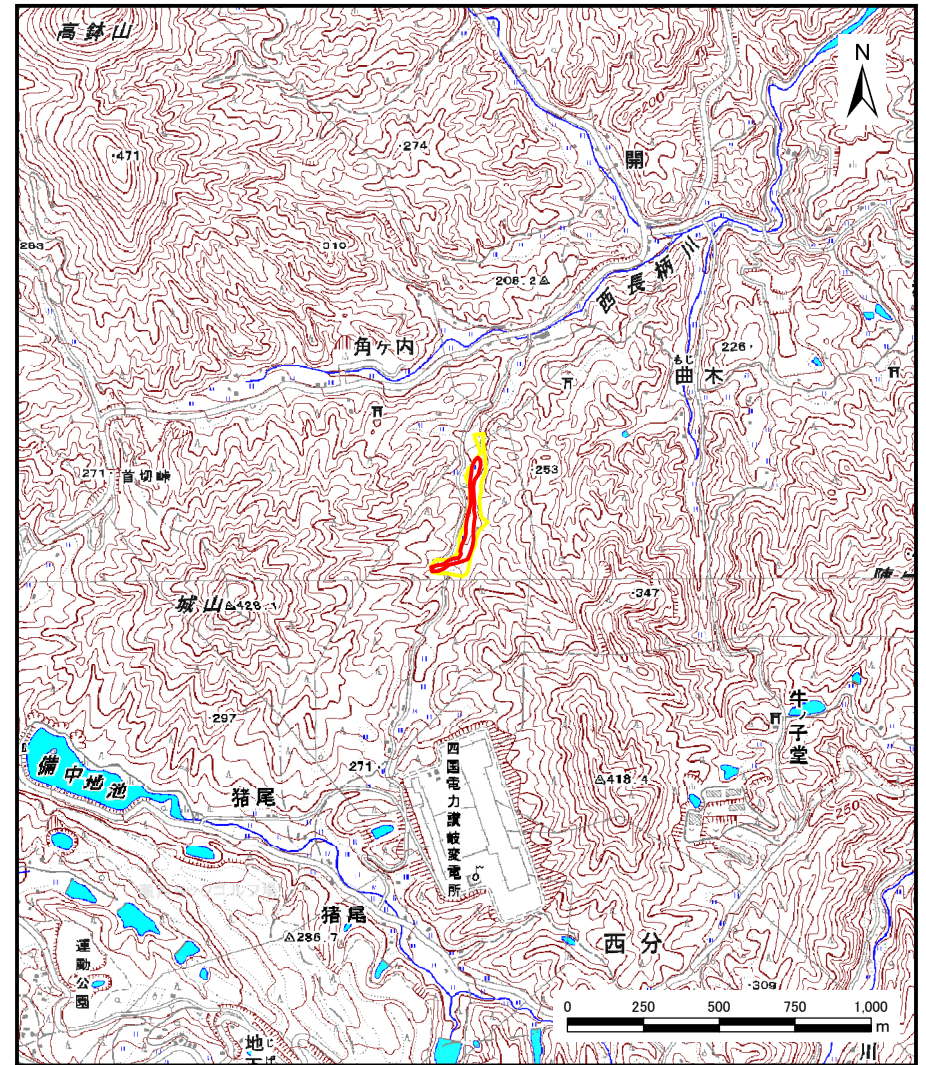 高鉢山
N
・471
・274
開
200
283
・319
208.2
西長柄川
角ヶ内
もじ
曲木
226・
271
首切峠
・253
・347
城山
297
備中地池
猪尾
271
四国電力讃岐変電所
418.4
牛ノ子堂
250
猪尾
286.7
運動公園
西分
・309
0 250 500 750 1,000
m
川